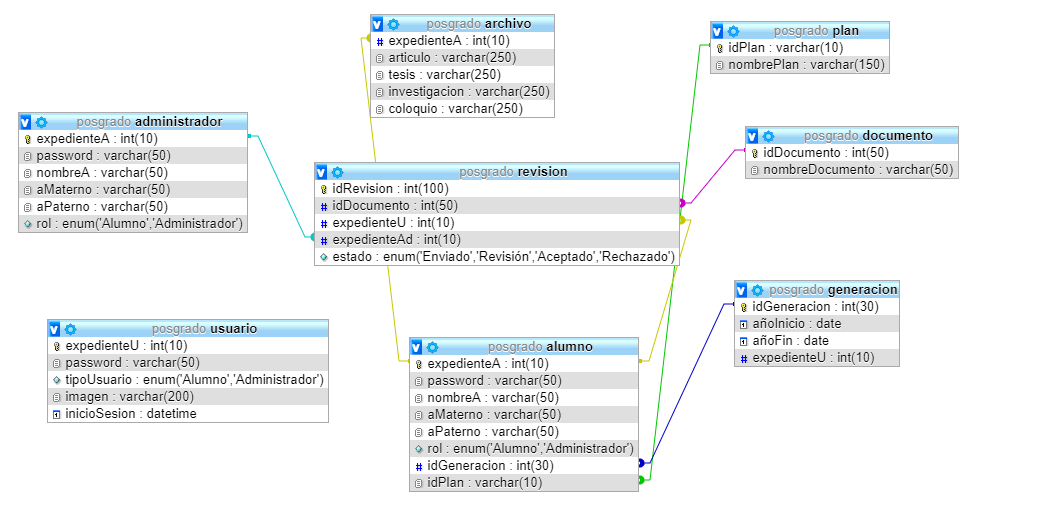 posgrado archivo
expedienteA : int(10)
articulo : varchar(250)
tesis : varchar(250)
investigacion : varchar(250)
coloquio : varchar(250)
posgrado plan
idPlan : varchar(10)
nombrePlan : varchar(150)
posgrado administrador
expedienteA : int(10)
password : varchar(50)
nombreA : varchar(50)
aMaterno : varchar(50)
aPaterno : varchar(50)
rol : enum('Alumno','Administrador')
posgrado documento
idDocumento : int(50)
nombreDocumento : varchar(50)
posgrado revision
idRevision : int(100)
idDocumento : int(50)
expedienteU : int(10)
expedienteAd : int(10)
estado : enum('Enviado','Revisión','Aceptado','Rechazado')
posgrado generacion
idGeneracion : int(30)
añoInicio : date
añoFin : date
expedienteU : int(10)
posgrado usuario
expedienteU : int(10)
password : varchar(50)
tipoUsuario : enum('Alumno','Administrador')
imagen : varchar(200)
inicioSesion : datetime
posgrado alumno
expedienteA : int(10)
password : varchar(50)
nombreA : varchar(50)
aMaterno : varchar(50)
aPaterno : varchar(50)
rol : enum('Alumno','Administrador')
idGeneracion : int(30)
idPlan : varchar(10)